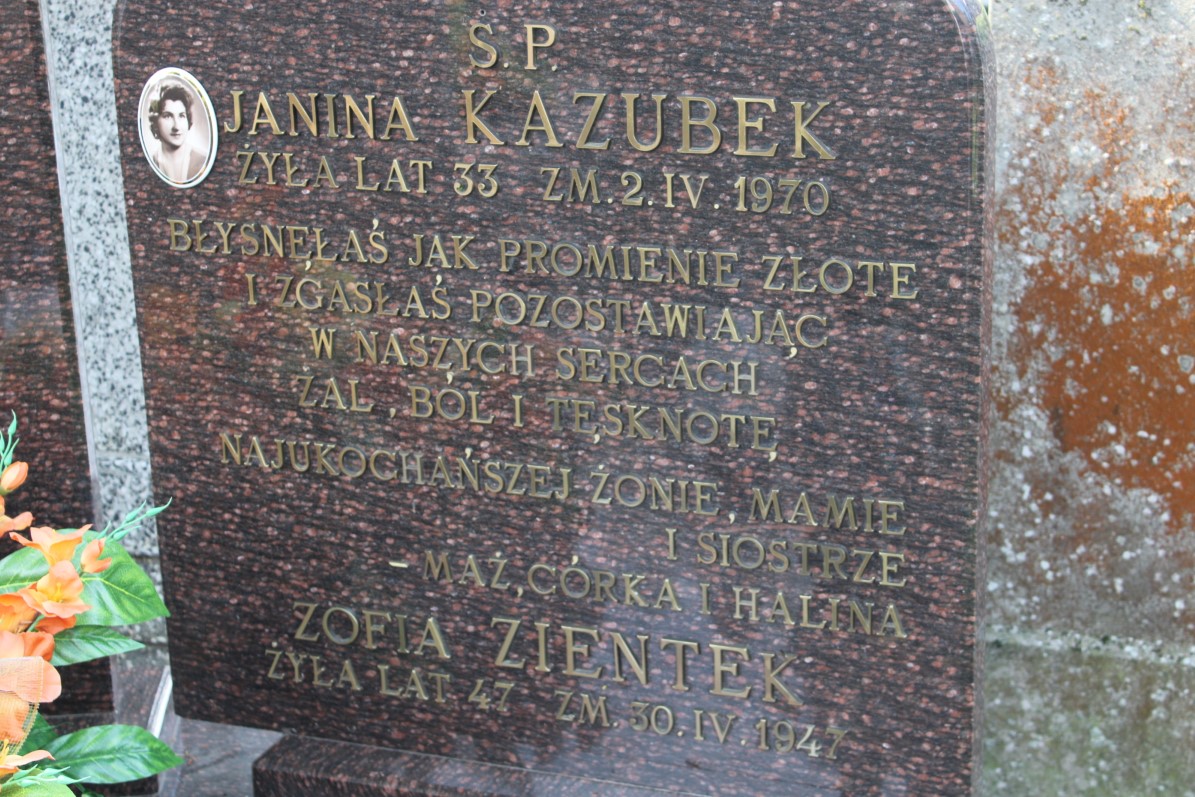 Ś.P.
JANINA KAZUBEK
ŻYŁA LAT 33 ZM. 2.IV.1970
BŁYSNĘŁAŚ JAK PROMIENIE ZŁOTE
I ZGASŁAŚ POZOSTAWIAJĄC
W NASZYCH SERCACH
ŻAL, BÓL I TĘSKNOTĘ
NAJUKOCHAŃSZEJ ŻONIE, MAMIE
I SIOSTRZE
– MĄŻ, CÓRKA I HALINA
ZOFIA ZIENTEK
ŻYŁA LAT 47 ZM. 30.IV.1947